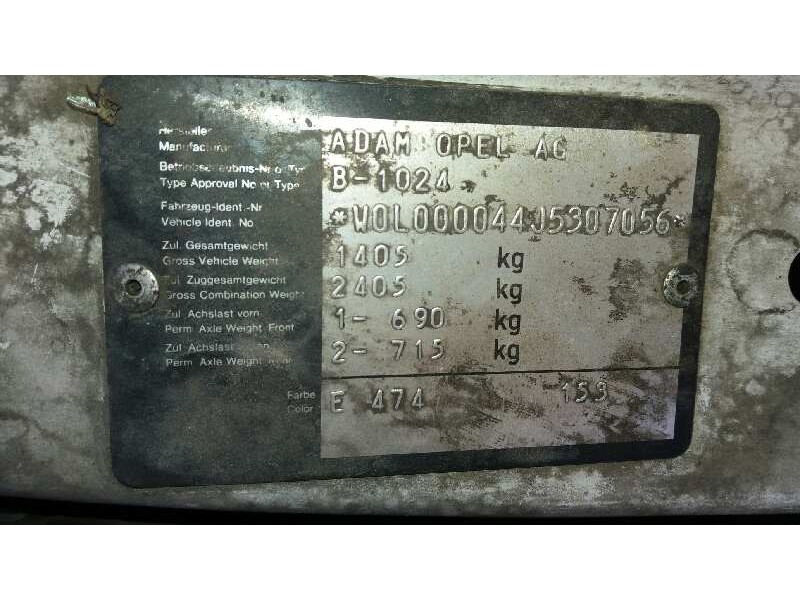 Hersteller
Manufacturer
ADAM OPEL AG
Betriebserlaubnis-Nr o Typ
Type Approval No or Type
B-1024
Fahrzeug-Ident.-Nr
Vehicle Ident. No
*W0L000044J5307056*
Zul. Gesamtgewicht
Gross Vehicle Weight
1405 kg
Zul Zuggesamtgewicht
Gross Combination Weight
2405 kg
Zul Achslast vorn
Perm. Axle Weight Front
1- 690 kg
Zul Achslast
Perm Axle Weight
2- 715 kg
Farbe
Color
E 474 153